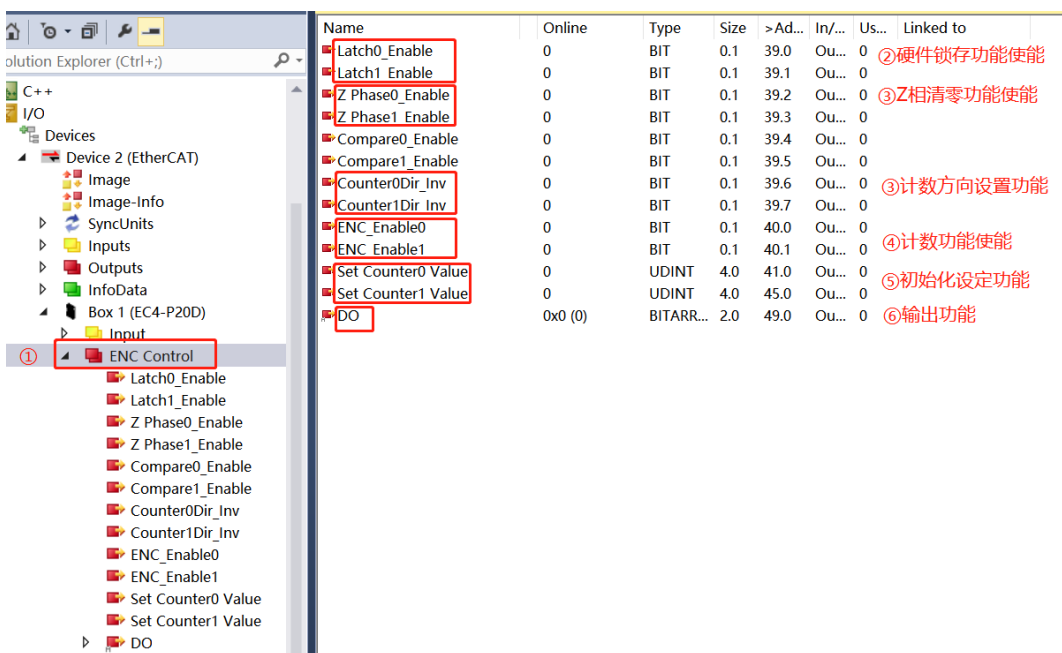 olution Explorer (Ctrl+;)
C++
I/O
Devices
Device 2 (EtherCAT)
Image
Image-Info
SyncUnits
Inputs
Outputs
InfoData
Box 1 (EC4-P20D)
Input
① ENC Control
Latch0_Enable
Latch1_Enable
Z Phase0_Enable
Z Phase1_Enable
Compare0_Enable
Compare1_Enable
Counter0Dir_Inv
Counter1Dir_Inv
ENC_Enable0
ENC_Enable1
Set Counter0 Value
Set Counter1 Value
DO
Name Online Type Size >Ad... In/... Us... Linked to
Latch0_Enable 0 BIT 0.1 39.0 Ou... 0
②硬件锁存功能使能
Latch1_Enable 0 BIT 0.1 39.1 Ou... 0
Z Phase0_Enable 0 BIT 0.1 39.2 Ou... 0 ③Z相清零功能使能
Z Phase1_Enable 0 BIT 0.1 39.3 Ou... 0
Compare0_Enable 0 BIT 0.1 39.4 Ou... 0
Compare1_Enable 0 BIT 0.1 39.5 Ou... 0
Counter0Dir_Inv 0 BIT 0.1 39.6 Ou... 0 ③计数方向设置功能
Counter1Dir_Inv 0 BIT 0.1 39.7 Ou... 0
ENC_Enable0 0 BIT 0.1 40.0 Ou... 0
④计数功能使能
ENC_Enable1 0 BIT 0.1 40.1 Ou... 0
Set Counter0 Value 0 UDINT 4.0 41.0 Ou... 0
⑤初始化设定功能
Set Counter1 Value 0 UDINT 4.0 45.0 Ou... 0
DO 0x0 (0) BITARR... 2.0 49.0 Ou... 0 ⑥输出功能